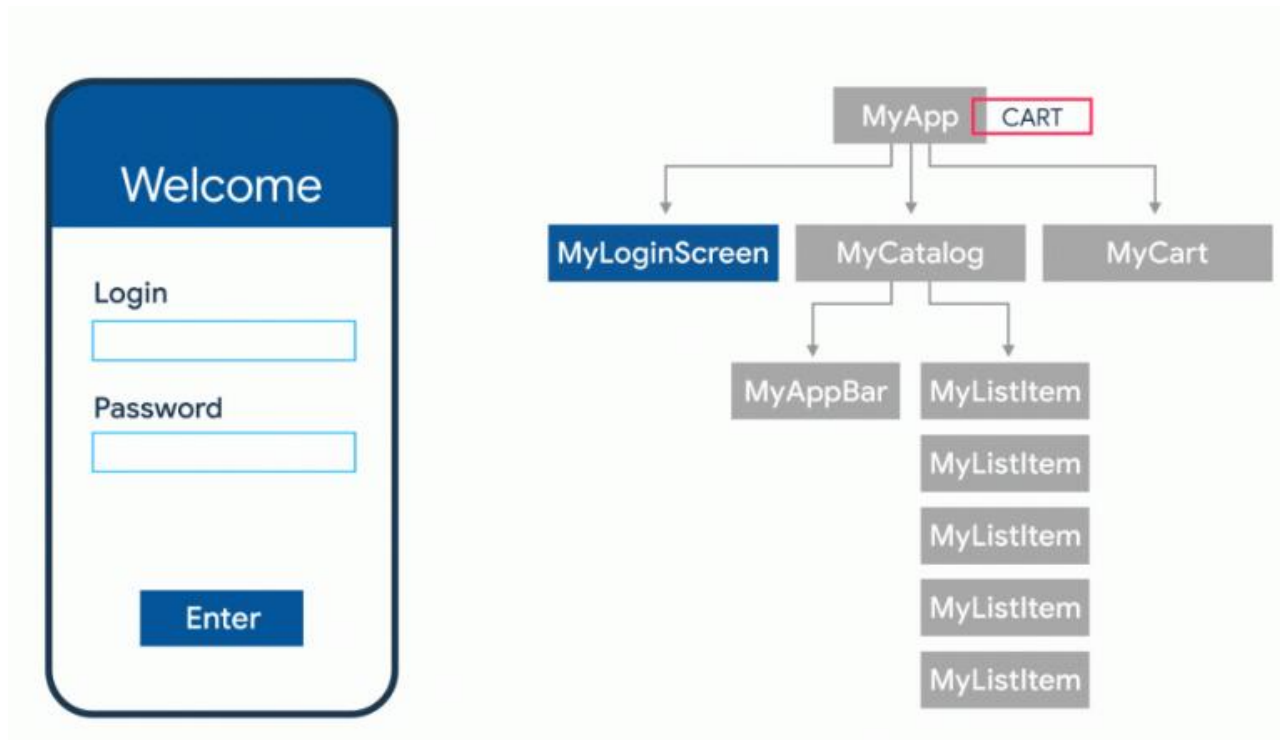 Welcome
Login
Password
Enter
MyApp
CART
MyLoginScreen
MyCatalog
MyCart
MyAppBar
MyListItem
MyListItem
MyListItem
MyListItem
MyListItem